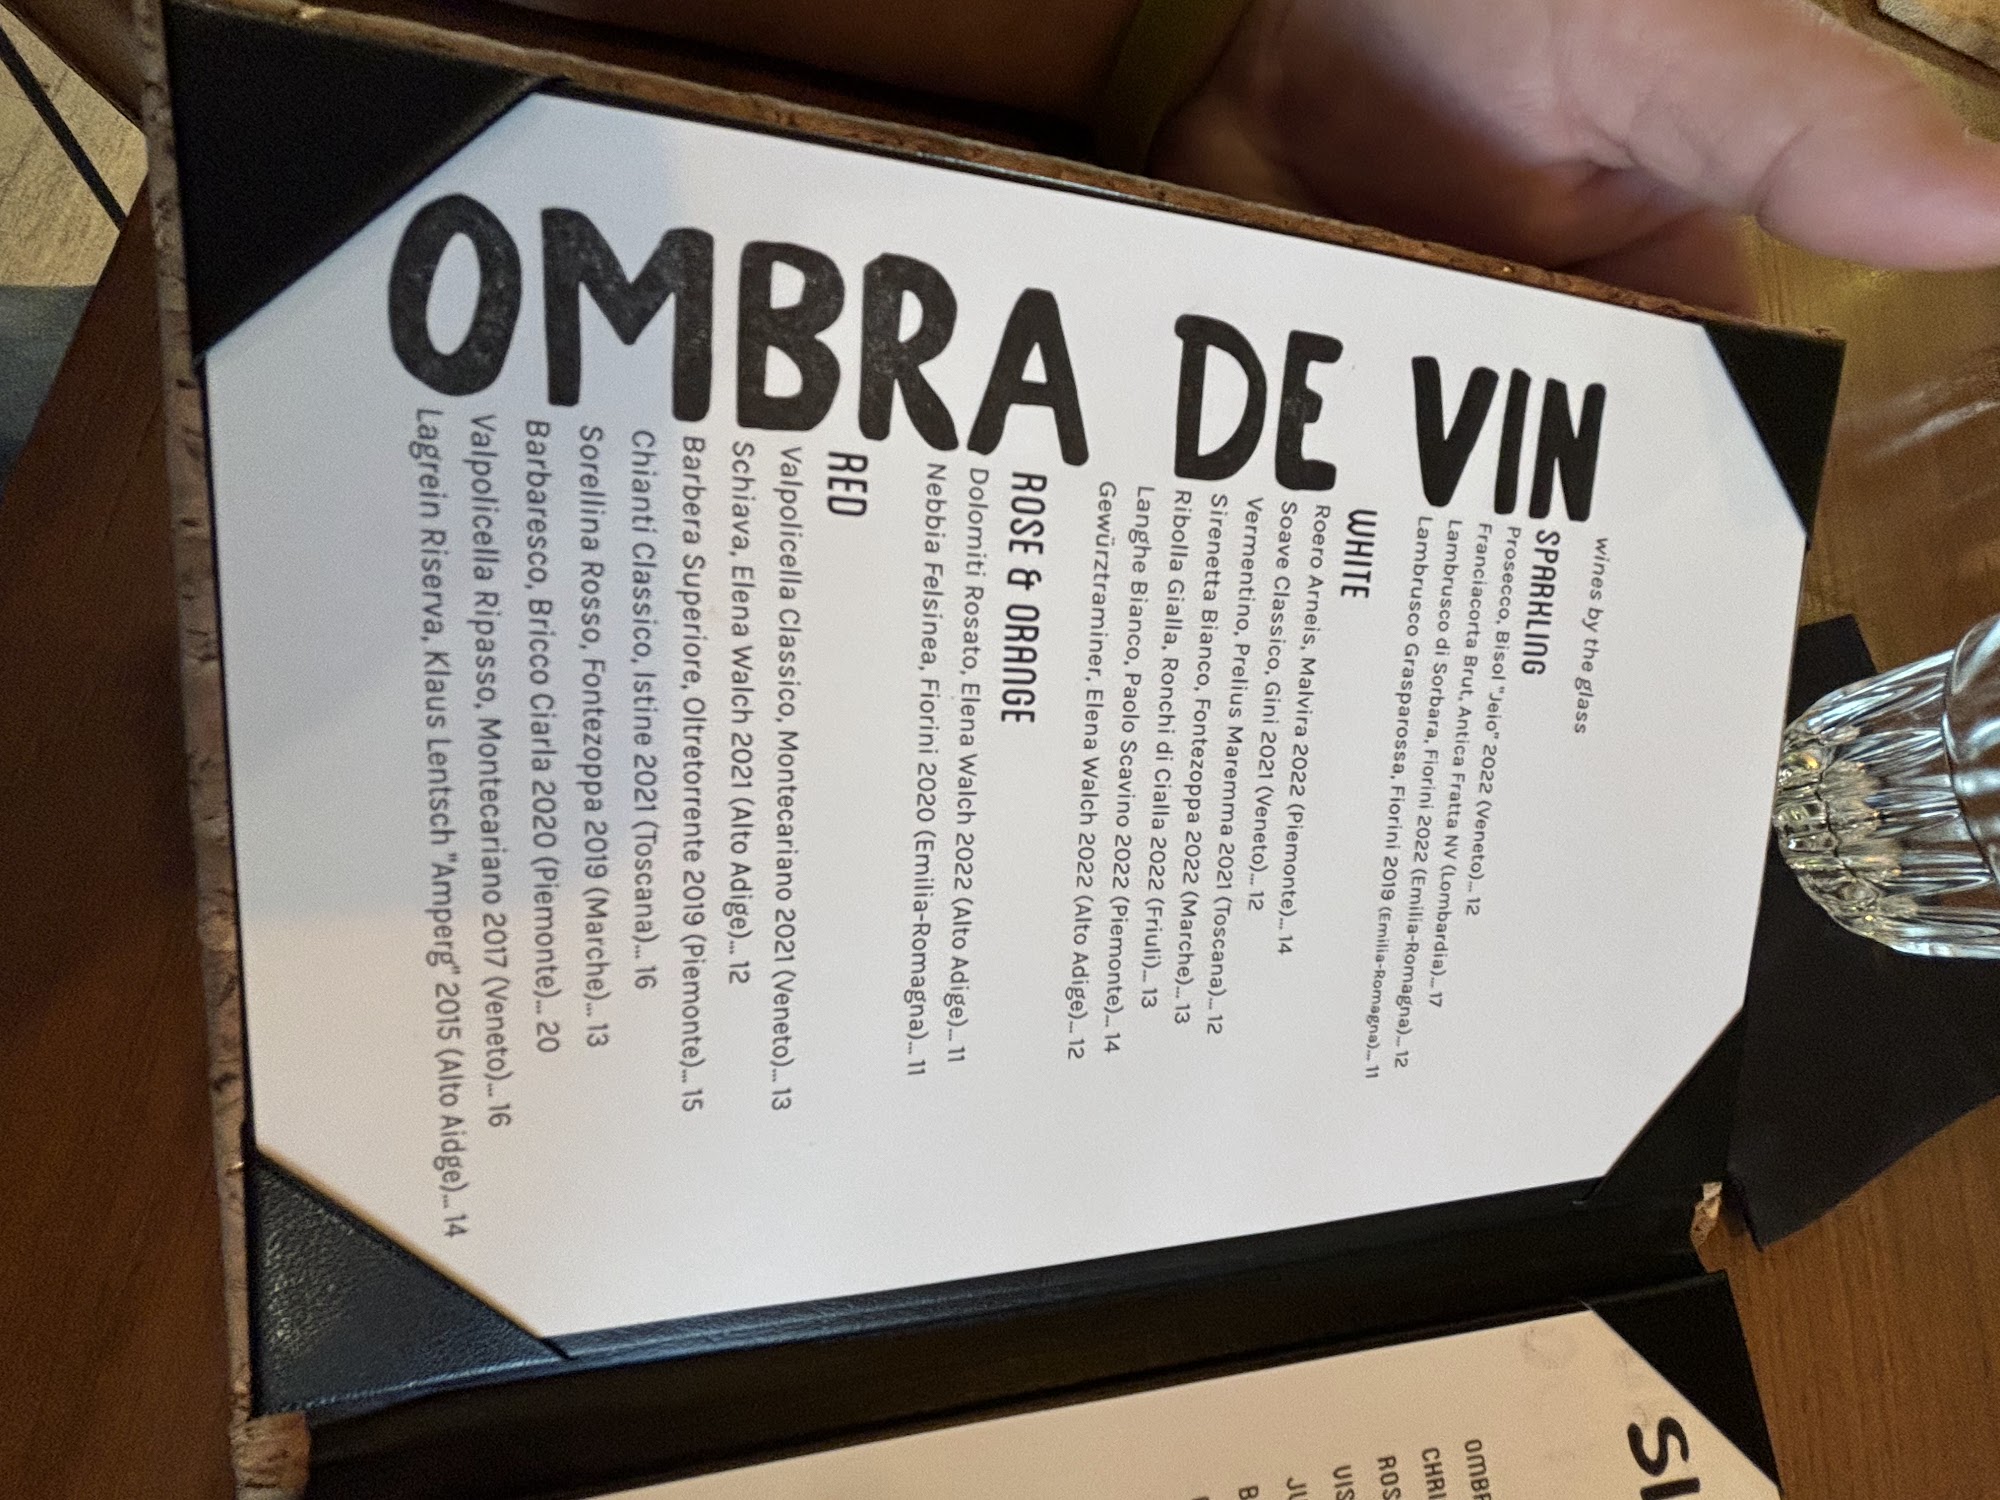 OMBRA DE VIN
wines by the glass
SPARKLING
Prosecco, Bisol "Jeio" 2022 (Veneto)... 12
Franciacorta Brut, Antica Fratta NV (Lombardia)... 17
Lambrusco di Sorbara, Fiorini 2022 (Emilia-Romagna)... 12
Lambrusco Grasparossa, Fiorini 2019 (Emilia-Romagna)... 11
WHITE
Roero Arneis, Malvira 2022 (Piemonte)... 14
Soave Classico, Gini 2021 (Veneto)... 12
Vermentino, Prelius Maremma 2021 (Toscana)... 12
Sirenetta Bianco, Fontezoppa 2022 (Marche)... 13
Ribolla Gialla, Ronchi di Cialla 2022 (Friuli)... 13
Langhe Bianco, Paolo Scavino 2022 (Piemonte)... 14
Gewürztraminer, Elena Walch 2022 (Alto Adige)... 12
ROSE & ORANGE
Dolomiti Rosato, Elena Walch 2022 (Alto Adige)... 11
Nebbia Felsinea, Fiorini 2020 (Emilia-Romagna)... 11
RED
Valpolicella Classico, Montecariano 2021 (Veneto)... 13
Schiava, Elena Walch 2021 (Alto Adige)... 12
Barbera Superiore, Oltretorrente 2019 (Piemonte)... 15
Chianti Classico, Istine 2021 (Toscana)... 16
Sorellina Rosso, Fontezoppa 2019 (Marche)... 13
Barbaresco, Bricco Ciarla 2020 (Piemonte)... 20
Valpolicella Ripasso, Montecariano 2017 (Veneto)... 16
Lagrein Riserva, Klaus Lentsch "Amperg" 2015 (Alto Aidge)... 14
OMBR
CHRI
ROS
VIS
JU